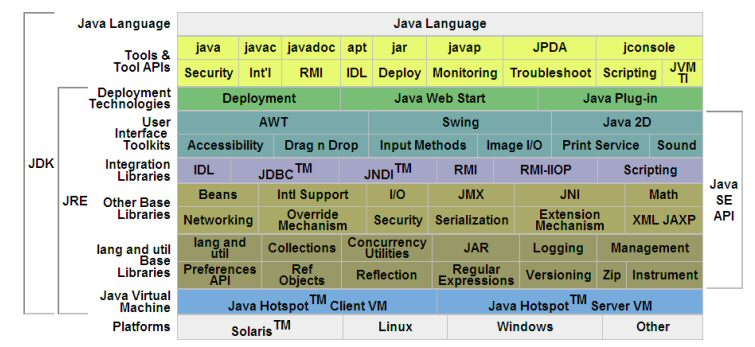 Java Language Java Language
Tools & Tool APIs java javac javadoc apt jar javap JPDA jconsole
Security Int'l RMI IDL Deploy Monitoring Troubleshoot Scripting JVM TI
Deployment Technologies Deployment Java Web Start Java Plug-in
User Interface Toolkits AWT Swing Java 2D
Accessibility Drag n Drop Input Methods Image I/O Print Service Sound
Integration Libraries IDL JDBC™ JNDI™ RMI RMI-IIOP Scripting
JDK
JRE
Java SE API
Other Base Libraries Beans Intl Support I/O JMX JNI Math
Networking Override Mechanism Security Serialization Extension Mechanism XML JAXP
lang and util Base Libraries lang and util Collections Concurrency Utilities JAR Logging Management
Preferences API Ref Objects Reflection Regular Expressions Versioning Zip Instrument
Java Virtual Machine Java Hotspot™ Client VM Java Hotspot™ Server VM
Platforms Solaris™ Linux Windows Other